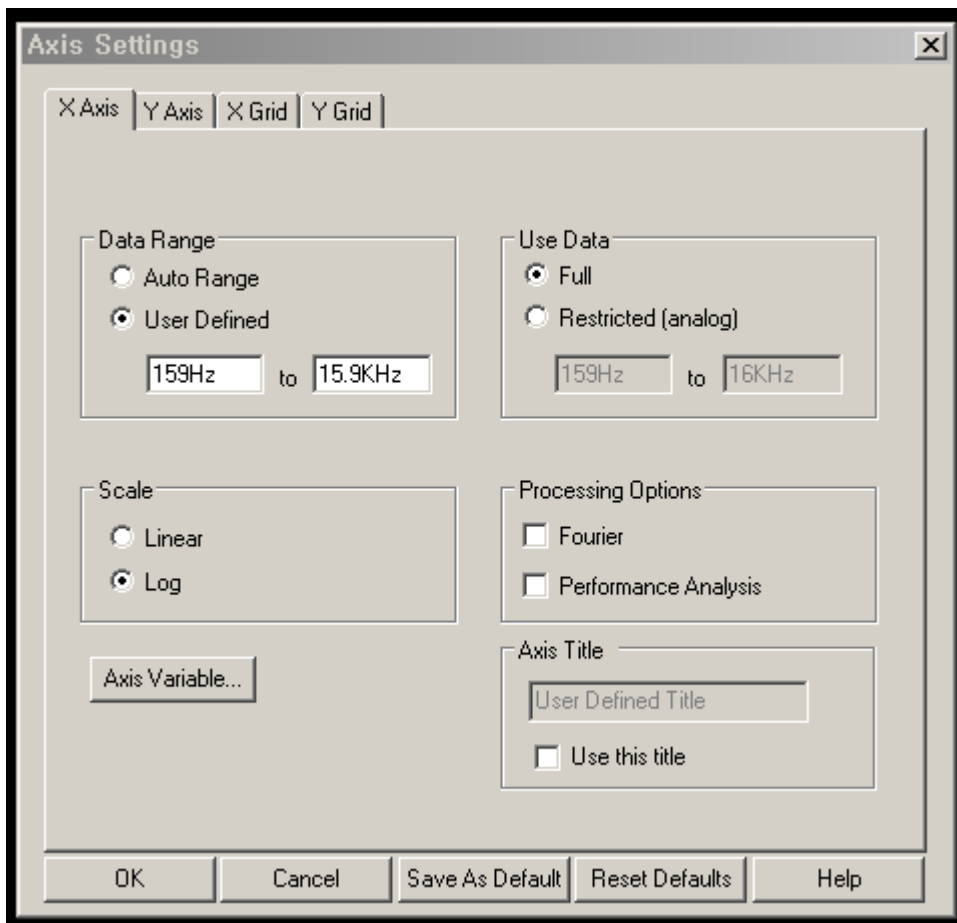 Axis Settings
X Axis
Y Axis
X Grid
Y Grid
Data Range
Auto Range
User Defined
159Hz
to
15.9KHz
Use Data
Full
Restricted (analog)
159Hz
to
16KHz
Scale
Linear
Log
Processing Options
Fourier
Performance Analysis
Axis Variable...
Axis Title
User Defined Title
Use this title
OK
Cancel
Save As Default
Reset Defaults
Help